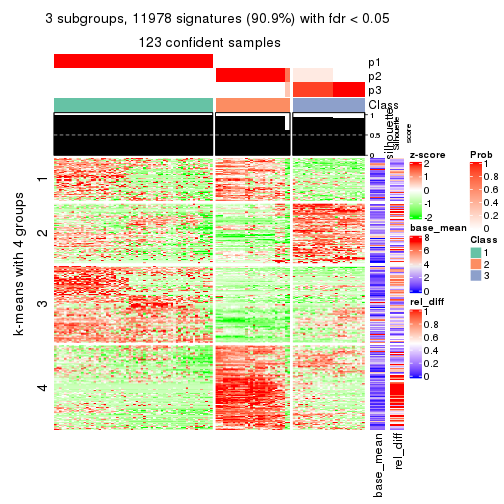 3 subgroups, 11978 signatures (90.9%) with fdr < 0.05
123 confident samples
p1
p2
p3
Class
silhouette
Silhouette
score
1
0.5
0
k-means with 4 groups
1
2
3
4
base_mean
rel_diff
z-score
2
1
0
-1
-2
base_mean
8
6
4
2
0
rel_diff
1
0.8
0.6
0.4
0.2
0
Prob
1
0.8
0.6
0.4
0.2
0
Class
1
2
3